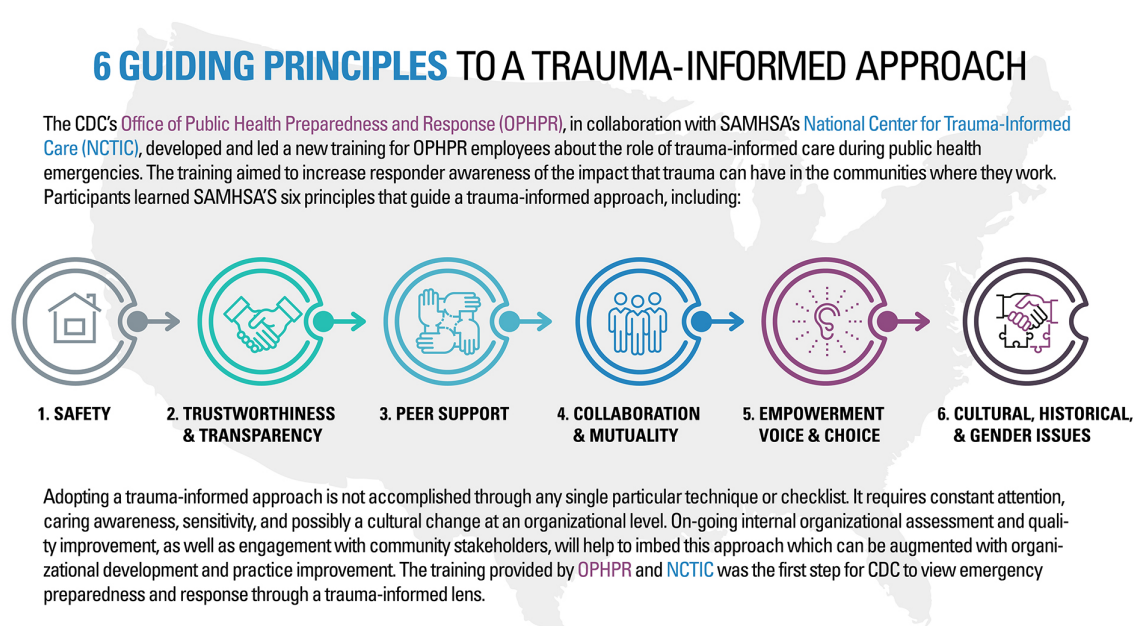 6 GUIDING PRINCIPLES TO A TRAUMA-INFORMED APPROACH
The CDC's Office of Public Health Preparedness and Response (OPHPR), in collaboration with SAMHSA's National Center for Trauma-Informed
Care (NCTIC), developed and led a new training for OPHPR employees about the role of trauma-informed care during public health
emergencies. The training aimed to increase responder awareness of the impact that trauma can have in the communities where they work.
Participants learned SAMHSA'S six principles that guide a trauma-informed approach, including:
1. SAFETY
2. TRUSTWORTHINESS
& TRANSPARENCY
3. PEER SUPPORT
4. COLLABORATION
& MUTUALITY
5. EMPOWERMENT
VOICE & CHOICE
6. CULTURAL, HISTORICAL,
& GENDER ISSUES
Adopting a trauma-informed approach is not accomplished through any single particular technique or checklist. It requires constant attention,
caring awareness, sensitivity, and possibly a cultural change at an organizational level. On-going internal organizational assessment and quali-
ty improvement, as well as engagement with community stakeholders, will help to imbed this approach which can be augmented with organi-
zational development and practice improvement. The training provided by OPHPR and NCTIC was the first step for CDC to view emergency
preparedness and response through a trauma-informed lens.